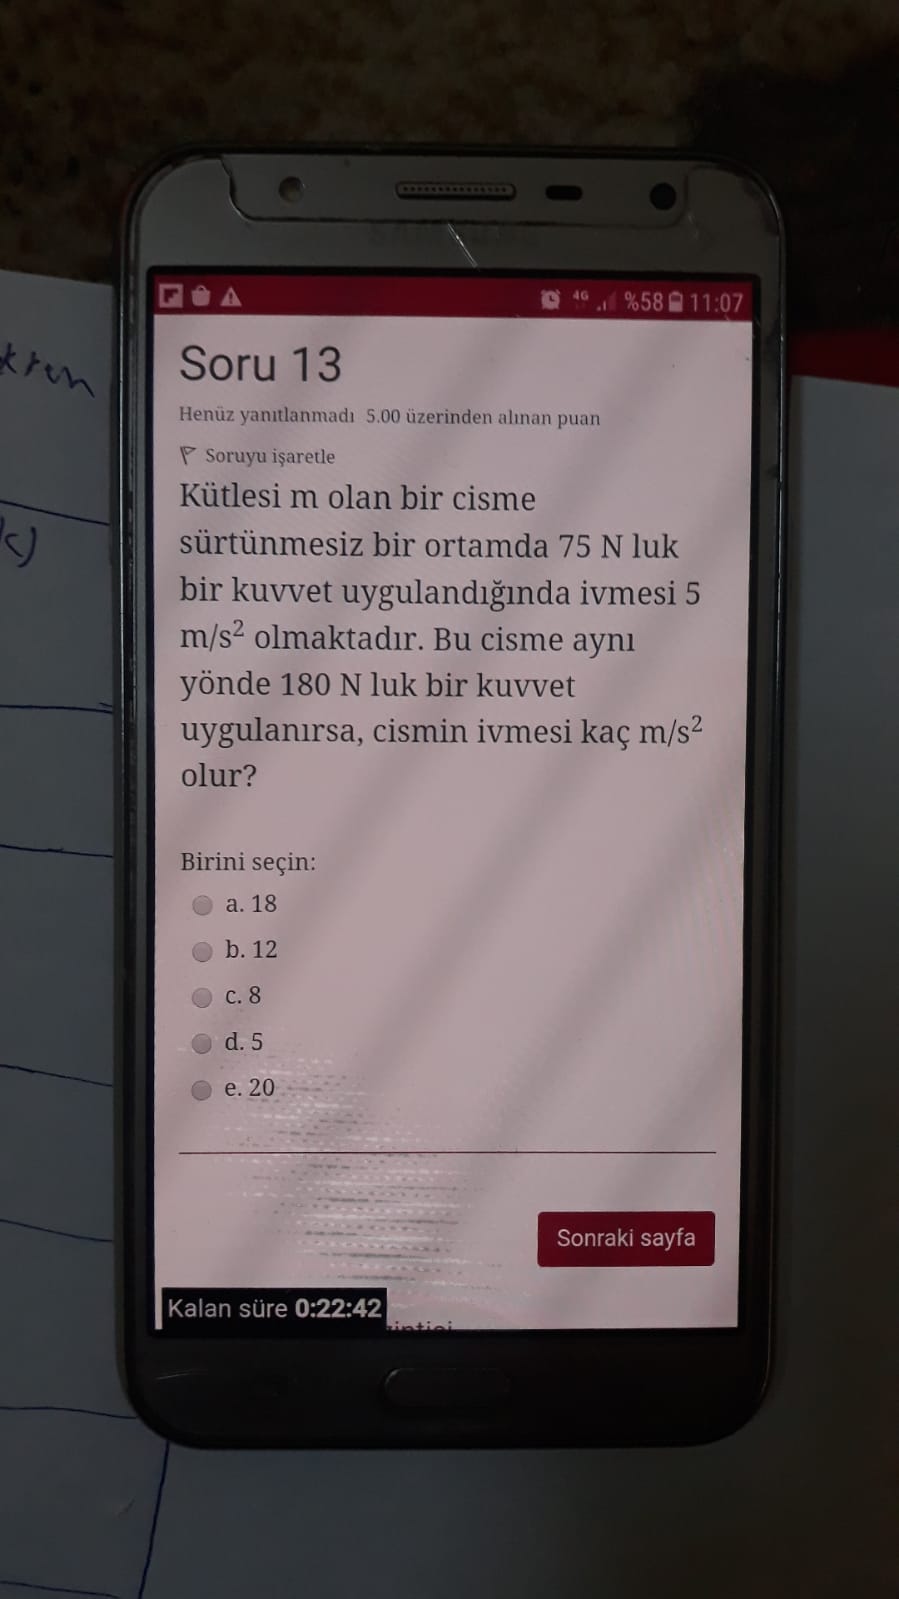 4G %58 11:07
Soru 13
Henüz yanıtlanmadı 5.00 üzerinden alınan puan
Soruyu işaretle
Kütlesi m olan bir cisme
sürtünmesiz bir ortamda 75 N luk
bir kuvvet uygulandığında ivmesi 5
m/s² olmaktadır. Bu cisme aynı
yönde 180 N luk bir kuvvet
uygulanırsa, cismin ivmesi kaç m/s²
olur?
Birini seçin:
a. 18
b. 12
c. 8
d. 5
e. 20
Sonraki sayfa
Kalan süre 0:22:42